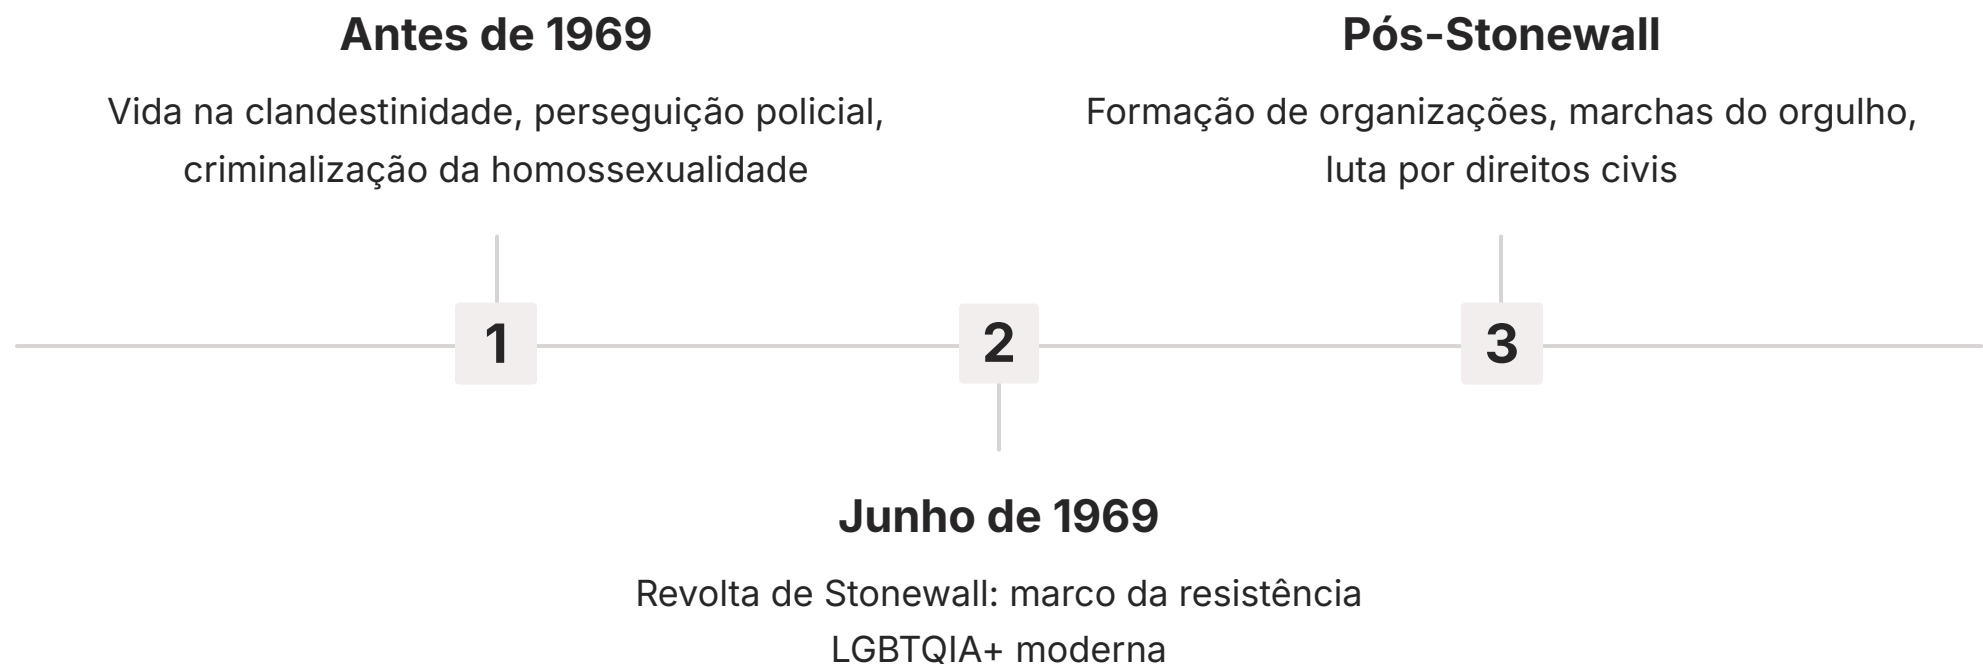 Antes de 1969
Vida na clandestinidade, perseguição policial,
criminalização da homossexualidade
Pós-Stonewall
Formação de organizações, marchas do orgulho,
luta por direitos civis
1
2
3
Junho de 1969
Revolta de Stonewall: marco da resistência
LGBTQIA+ moderna